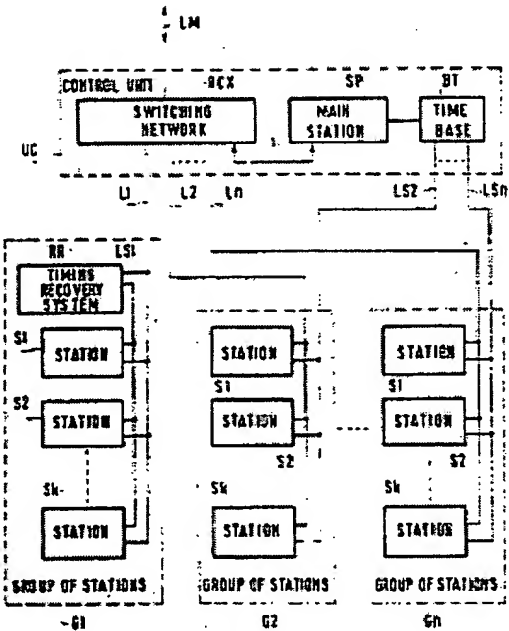 LM
CONTROL UNIT RCX SP BT
SWITCHING NETWORK
MAIN STATION
TIME BASE
UC
L1 L2 Ln
LS2 LSn
RR LS1
TIMING RECOVERY SYSTEM
S1
STATION
S2
STATION
Sk
STATION
GROUP OF STATIONS
G1
STATION
S1
STATION
S2
Sk
STATION
GROUP OF STATIONS
G2
STATION
S1
STATION
S2
Sk
STATION
GROUP OF STATIONS
Gn